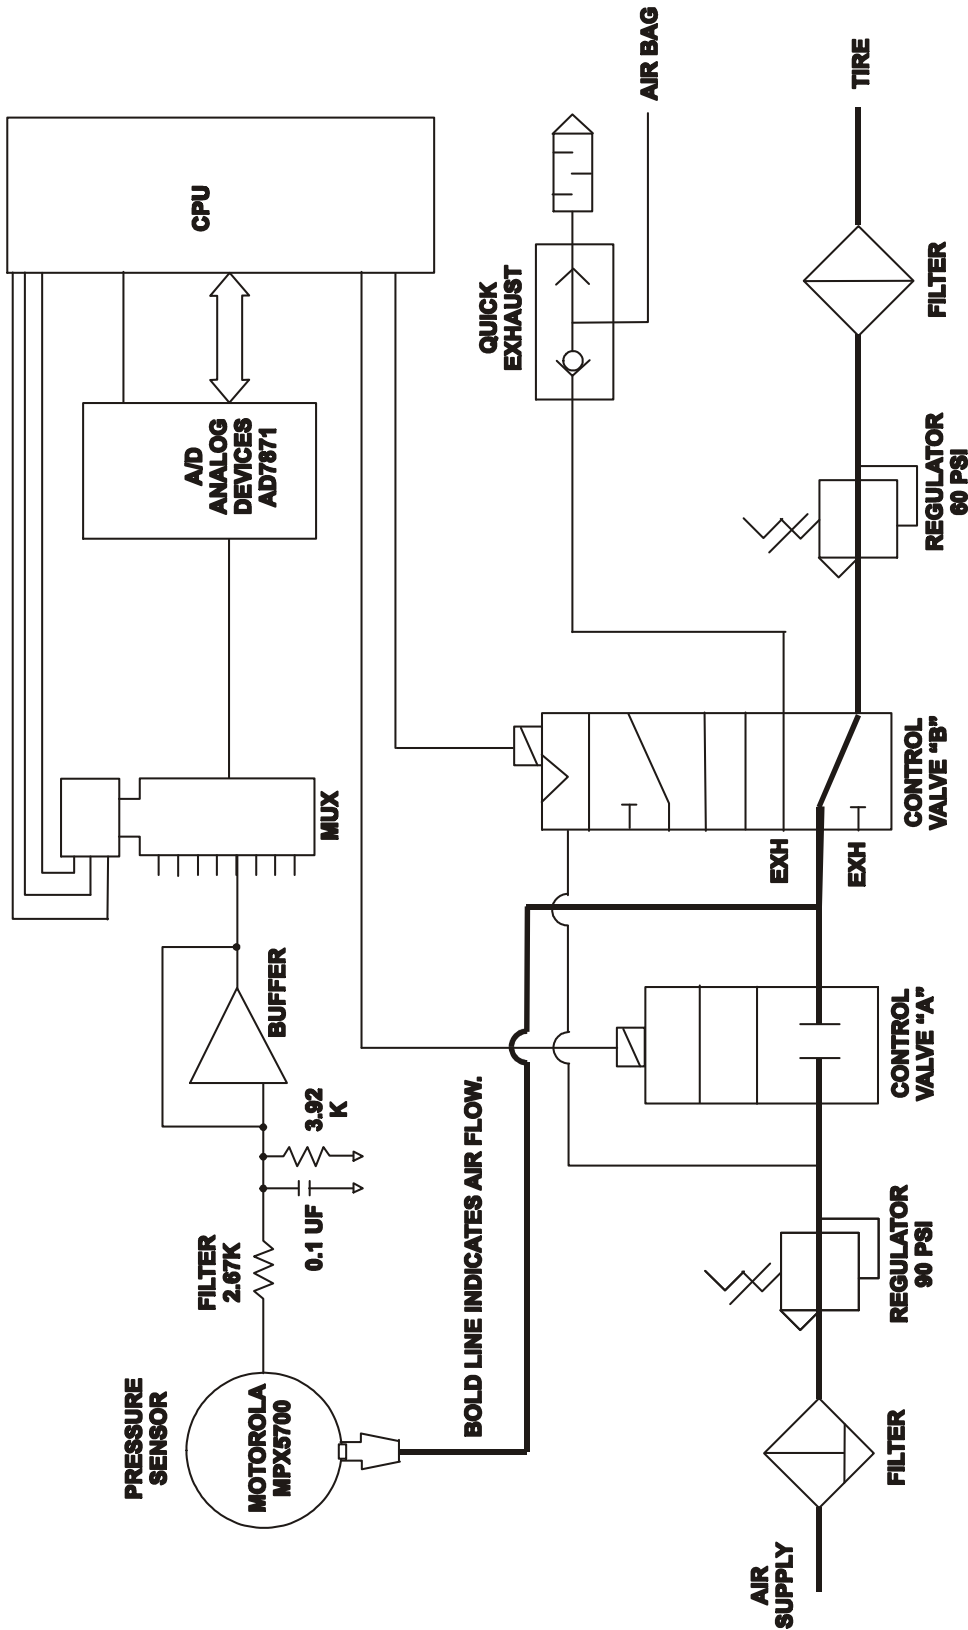 PRESSURE
SENSOR
MOTOROLA
MPX5700
FILTER
2.67K
0.1 UF
3.92
K
BUFFER
MUX
A/D
ANALOG
DEVICES
AD7871
CPU
BOLD LINE INDICATES AIR FLOW.
QUICK
EXHAUST
AIR BAG
AIR
SUPPLY
FILTER
REGULATOR
90 PSI
CONTROL
VALVE “A”
EXH
EXH
CONTROL
VALVE “B”
REGULATOR
60 PSI
FILTER
TIRE